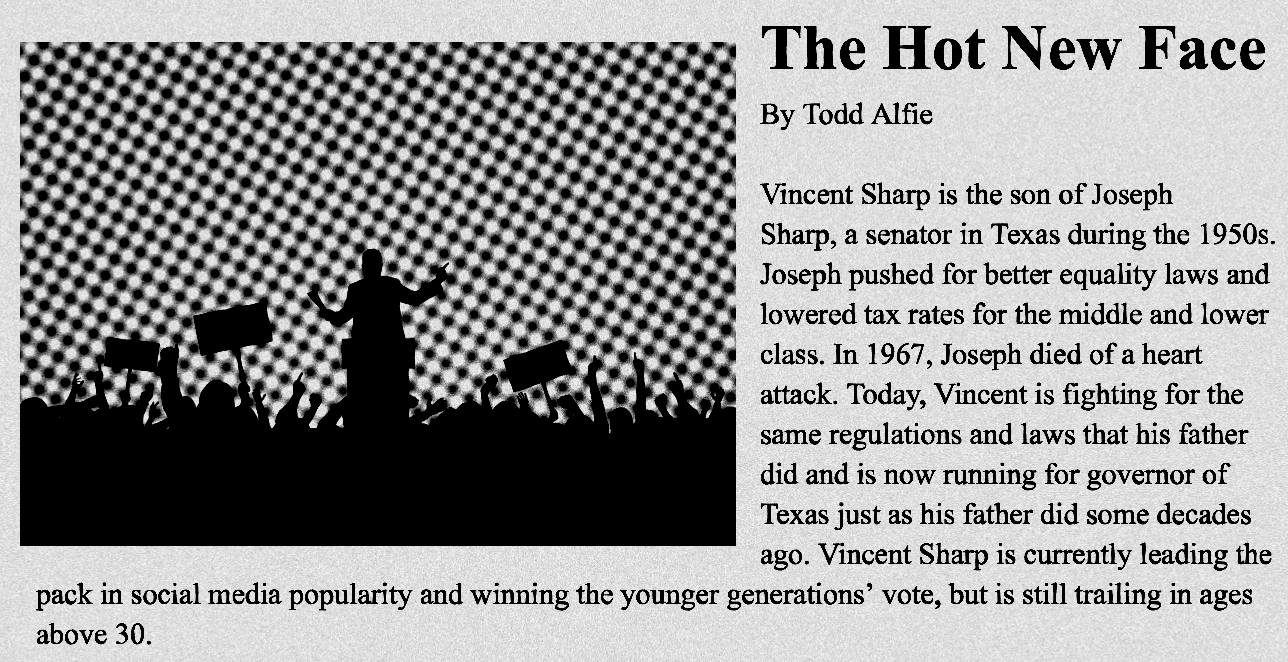 The Hot New Face
By Todd Alfie
Vincent Sharp is the son of Joseph
Sharp, a senator in Texas during the 1950s.
Joseph pushed for better equality laws and
lowered tax rates for the middle and lower
class. In 1967, Joseph died of a heart
attack. Today, Vincent is fighting for the
same regulations and laws that his father
did and is now running for governor of
Texas just as his father did some decades
ago. Vincent Sharp is currently leading the
pack in social media popularity and winning the younger generations’ vote, but is still trailing in ages
above 30.